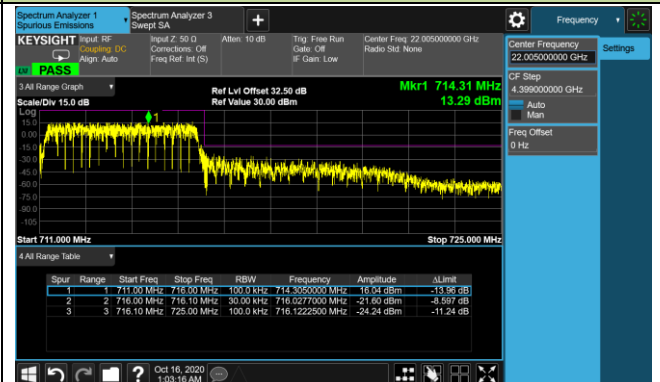 Spectrum Analyzer 1
Spurious Emissions
Spectrum Analyzer 3
Swept SA
+
Frequency
KEYSIGHT
Input: RF
Coupling: DC
Align: Auto
Input Z: 50 Ω
Corrections: Off
Freq Ref: Int (S)
Atten: 10 dB
Trig: Free Run
Gate: Off
IF Gain: Low
Center Freq: 22.005000000 GHz
Radio Std: None
LXI PASS
Center Frequency
22.005000000 GHz
Settings
CF Step
4.399000000 GHz
Auto
Man
Freq Offset
0 Hz
3 All Range Graph
Ref Lvl Offset 32.50 dB
Mkr1 714.31 MHz
Scale/Div 15.0 dB
Ref Value 30.00 dBm
13.29 dBm
Log
15.0
0.00
-15.0
-30.0
-45.0
-60.0
-75.0
-90.0
-105
1
Start 711.000 MHz
Stop 725.000 MHz
4 All Range Table
Spur Range Start Freq Stop Freq RBW Frequency Amplitude ΔLimit
1 1 711.00 MHz 716.00 MHz 100.0 kHz 714.3050000 MHz 16.04 dBm -13.96 dB
2 2 716.00 MHz 716.10 MHz 30.00 kHz 716.0277000 MHz -21.60 dBm -8.597 dB
3 3 716.10 MHz 725.00 MHz 100.0 kHz 716.1222500 MHz -24.24 dBm -11.24 dB
?
Oct 16, 2020
1:03:16 AM